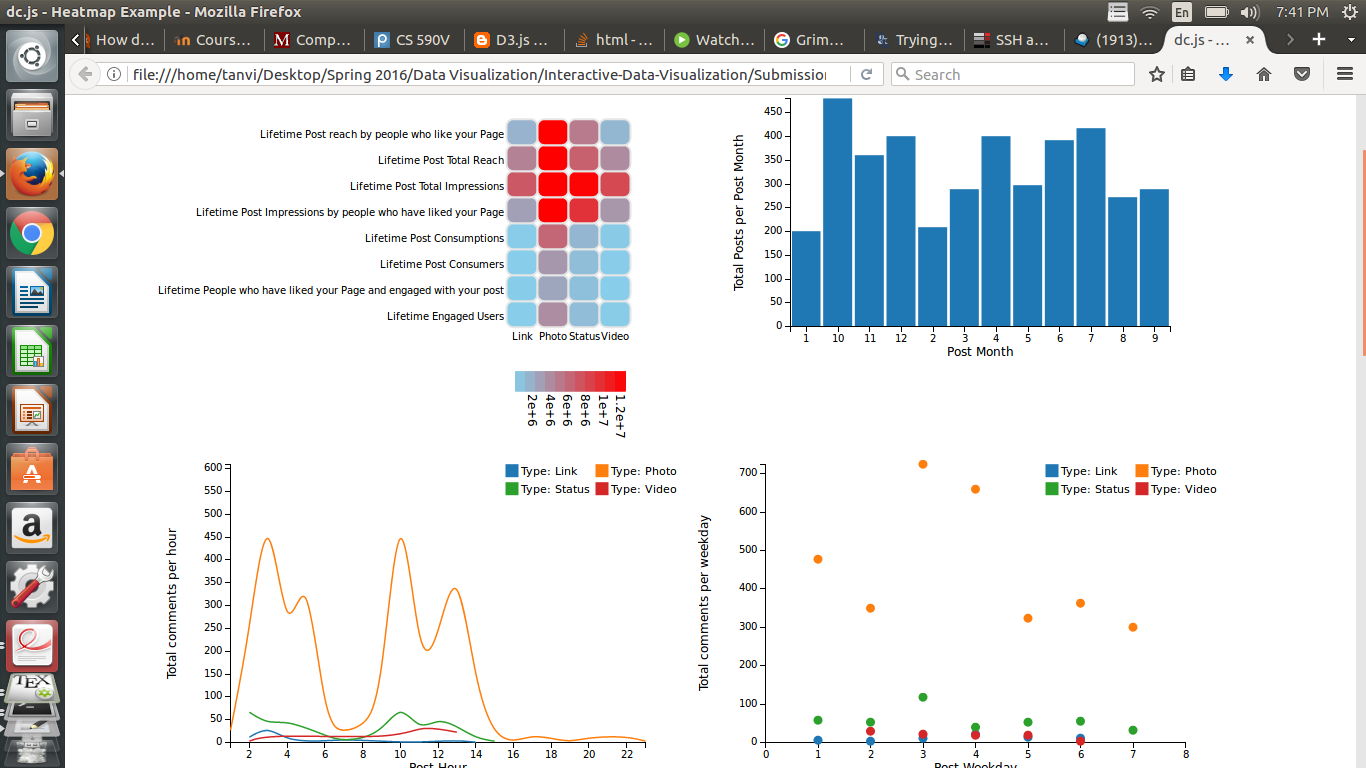 dc.js - Heatmap Example - Mozilla Firefox
En
7:41 PM
How d...
Cours...
Comp...
CS 590V
D3.js ...
html -...
Watch...
Grim...
Trying...
SSH a...
(1913)...
dc.js - ...
file:///home/tanvi/Desktop/Spring 2016/Data Visualization/Interactive-Data-Visualization/Submission
Search
Lifetime Post reach by people who like your Page
Lifetime Post Total Reach
Lifetime Post Total Impressions
Lifetime Post Impressions by people who have liked your Page
Lifetime Post Consumptions
Lifetime Post Consumers
Lifetime People who have liked your Page and engaged with your post
Lifetime Engaged Users
Link Photo Status Video
2e+6
4e+6
6e+6
8e+6
1e+7
1.2e+7
Total Posts per Post Month
450
400
350
300
250
200
150
100
50
0
1 10 11 12 2 3 4 5 6 7 8 9
Post Month
Type: Link
Type: Photo
Type: Status
Type: Video
Total comments per hour
600
550
500
450
400
350
300
250
200
150
100
50
0
2 4 6 8 10 12 14 16 18 20 22
Post Hour
Type: Link
Type: Photo
Type: Status
Type: Video
Total comments per weekday
700
600
500
400
300
200
100
0
0 1 2 3 4 5 6 7 8
Post Weekday
TEX